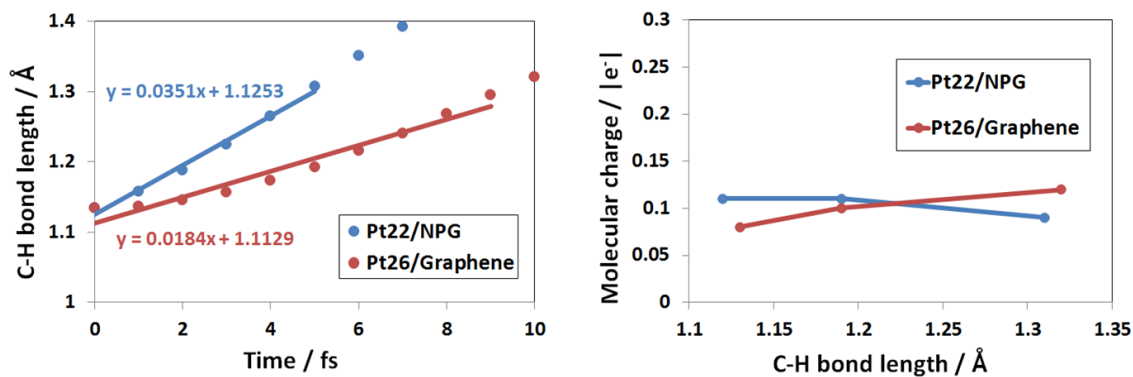 1.4
1.3
1.2
1.1
1
C-H bond length / Å
y = 0.0351x + 1.1253
y = 0.0184x + 1.1129
Pt22/NPG
Pt26/Graphene
0 2 4 6 8 10
Time / fs
0.3
0.25
0.2
0.15
0.1
0.05
0
Molecular charge / |e⁻|
Pt22/NPG
Pt26/Graphene
1.1 1.15 1.2 1.25 1.3 1.35
C-H bond length / Å